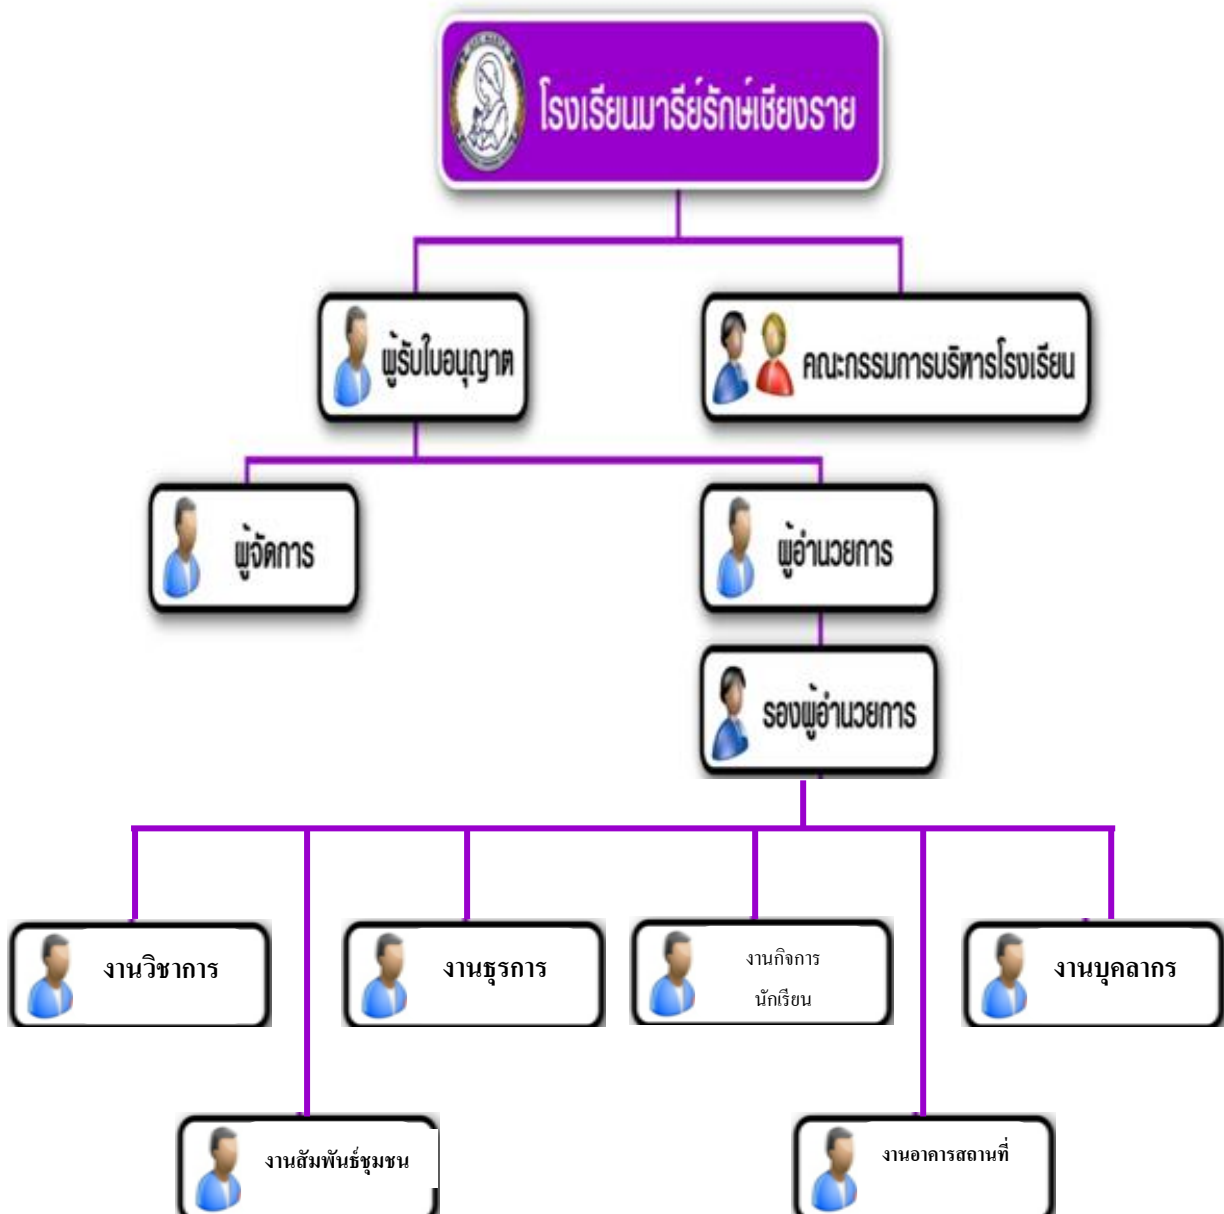 โรงเรียนมารีย์รักษ์เชียงราย
ผู้รับใบอนุญาต
คณะกรรมการบริหารโรงเรียน
ผู้จัดการ
ผู้อำนวยการ
รองผู้อำนวยการ
งานวิชาการ
งานธุรการ
งานกิจการ
นักเรียน
งานบุคลากร
งานสัมพันธ์ชุมชน
งานอาคารสถานที่